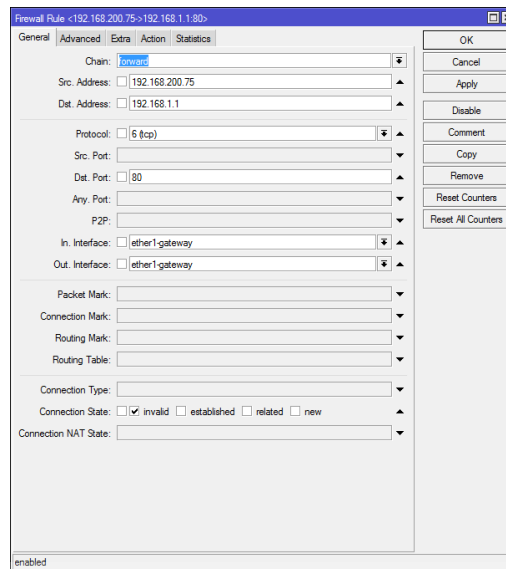 Firewall Rule <192.168.200.75->192.168.1.1:80>
General Advanced Extra Action Statistics
Chain: forward
Src. Address: 192.168.200.75
Dst. Address: 192.168.1.1
Protocol: 6 (tcp)
Src. Port:
Dst. Port: 80
Any. Port:
P2P:
In. Interface: ether1-gateway
Out. Interface: ether1-gateway
Packet Mark:
Connection Mark:
Routing Mark:
Routing Table:
Connection Type:
Connection State: invalid established related new
Connection NAT State:
OK
Cancel
Apply
Disable
Comment
Copy
Remove
Reset Counters
Reset All Counters
enabled